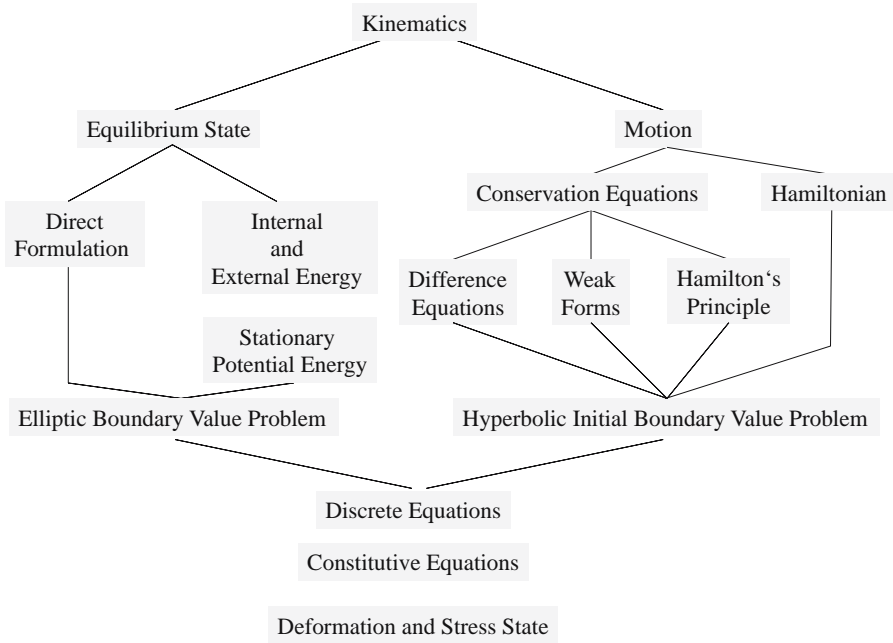 Kinematics
Equilibrium State
Motion
Conservation Equations
Hamiltonian
Direct
Formulation
Internal
and
External Energy
Difference
Equations
Weak
Forms
Hamilton‘s
Principle
Stationary
Potential Energy
Elliptic Boundary Value Problem
Hyperbolic Initial Boundary Value Problem
Discrete Equations
Constitutive Equations
Deformation and Stress State